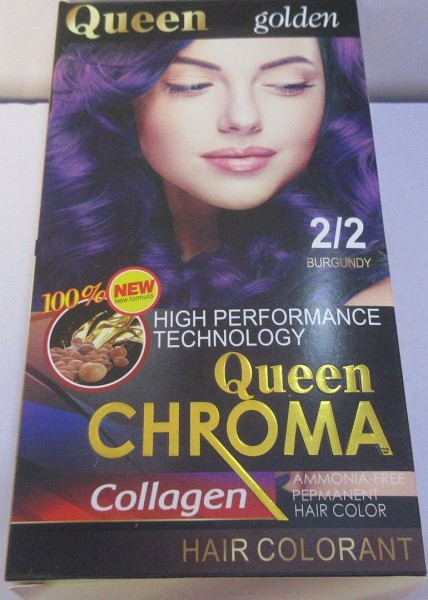 Queen golden
2/2
BURGUNDY
100% NEW
New formula
HIGH PERFORMANCE
TECHNOLOGY
Queen
CHROMA
Collagen
AMMONIA-FREE
PEPMANENT
HAIR COLOR
HAIR COLORANT